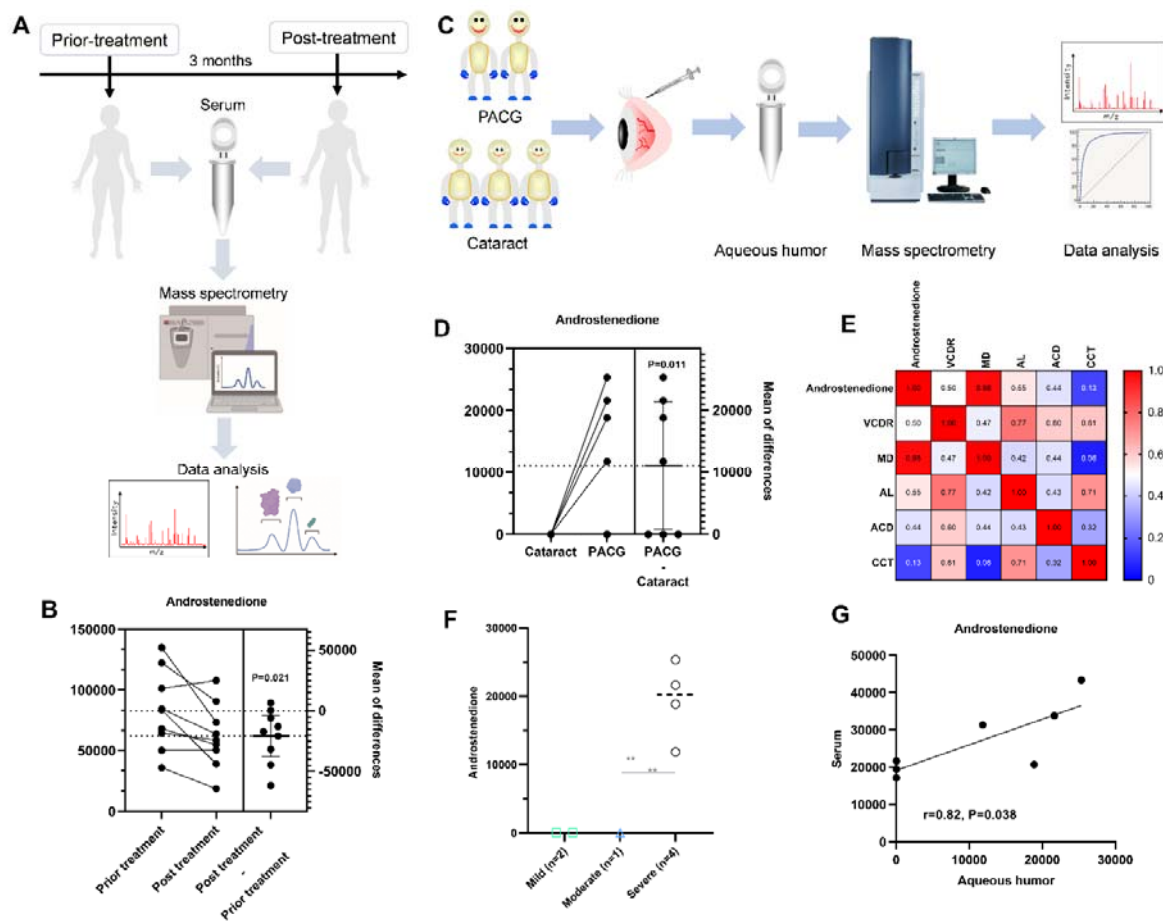 A
Prior-treatment
Post-treatment
3 months
Serum
Mass spectrometry
Data analysis
Intensity
m/z
B
Androstenedione
150000
100000
50000
0
50000
0
-50000
Mean of differences
P=0.021
Prior treatment
Post treatment
Post treatment
-
Prior treatment
C
PACG
Cataract
Aqueous humor
Mass spectrometry
Data analysis
Intensity
m/z
D
Androstenedione
30000
20000
10000
0
P=0.011
20000
10000
0
Mean of differences
Cataract
PACG
PACG
-
Cataract
E
Androstenedione
VCDR
MD
AL
ACD
CCT
Androstenedione 1.00 0.50 0.55 0.44 0.13
VCDR 0.50 1.00 0.47 0.77 0.60 0.61
MD 0.47 1.00 0.42 0.44 0.06
AL 0.55 0.77 0.42 1.00 0.43 0.71
ACD 0.44 0.60 0.44 0.43 1.00 0.32
CCT 0.13 0.61 0.06 0.71 0.32 1.00
1.0
0.8
0.6
0.4
0.2
0
F
Androstenedione
30000
20000
10000
0
**
**
Mild (n=2)
Moderate (n=1)
Severe (n=4)
G
Androstenedione
Serum
50000
40000
30000
20000
10000
0
r=0.82, P=0.038
0
10000
20000
30000
Aqueous humor